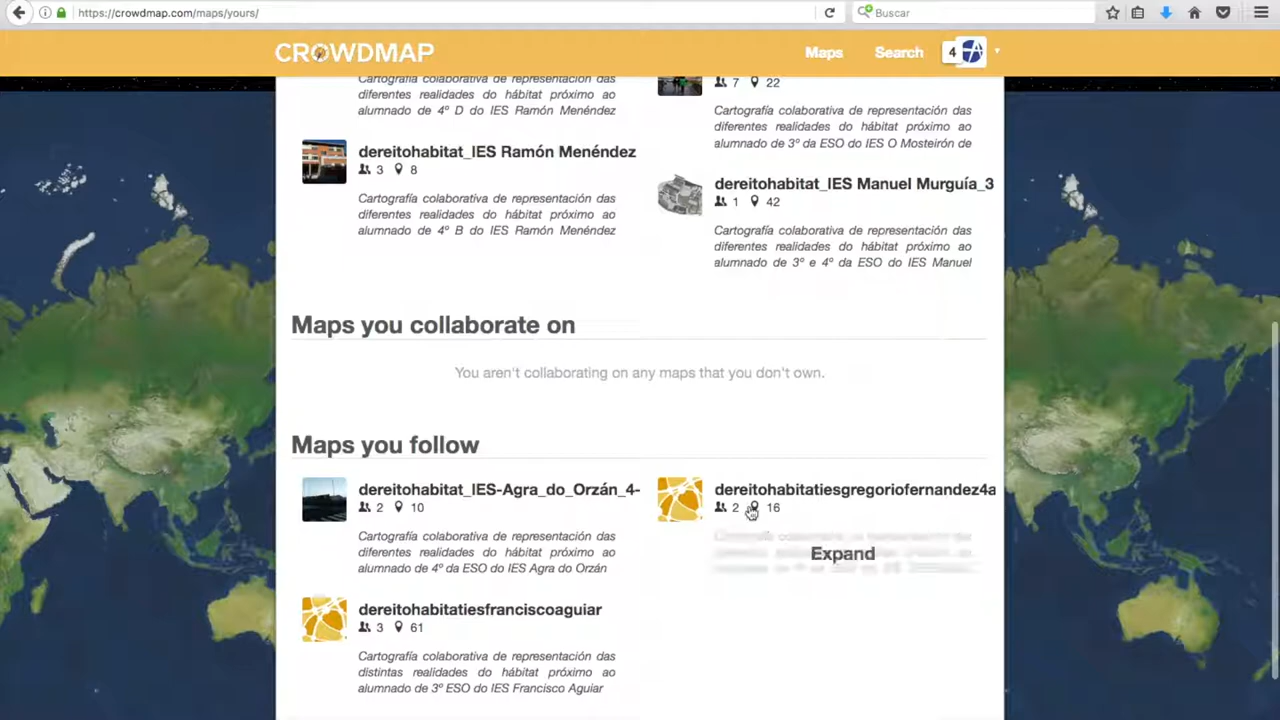 https://crowdmap.com/maps/yours/
Buscar
CROWDMAP
Maps
Search
4
Cartografía colaborativa de representación das
diferentes realidades do hábitat próximo ao
alumnado de 4º D do IES Ramón Menéndez
dereitohabitat_IES Ramón Menéndez
3 8
Cartografía colaborativa de representación das
diferentes realidades do hábitat próximo ao
alumnado de 4º B do IES Ramón Menéndez
7 22
Cartografía colaborativa de representación das
diferentes realidades do hábitat próximo ao
alumnado de 3º da ESO do IES O Mosteirón de
dereitohabitat_IES Manuel Murguía_3
1 42
Cartografía colaborativa de representación das
diferentes realidades do hábitat próximo ao
alumnado de 3º e 4º da ESO do IES Manuel
Maps you collaborate on
You aren't collaborating on any maps that you don't own.
Maps you follow
dereitohabitat_IES-Agra_do_Orzán_4-
2 10
Cartografía colaborativa de representación das
diferentes realidades do hábitat próximo ao
alumnado de 4º da ESO do IES Agra do Orzán
dereitohabitatiesgregoriofernandez4a
2 16
Expand
dereitohabitatiesfranciscoaguiar
3 61
Cartografía colaborativa de representación das
distintas realidades do hábitat próximo ao
alumnado de 3º ESO do IES Francisco Aguiar